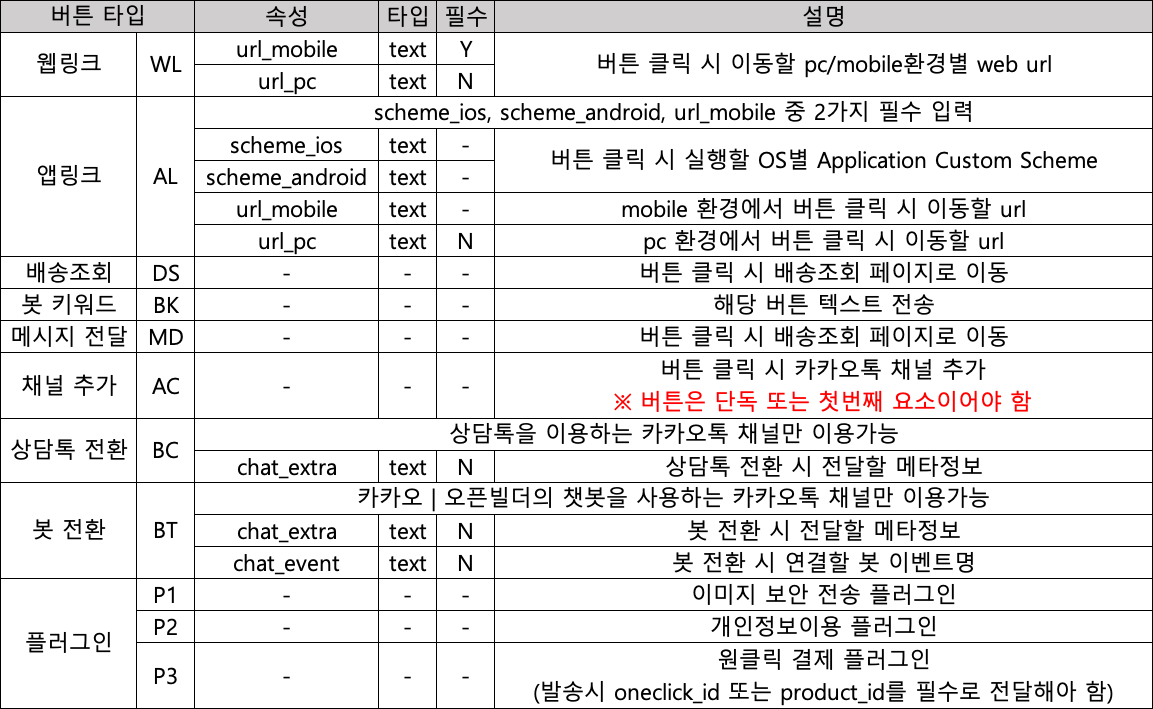 버튼 타입 속성 타입 필수 설명
웹링크 WL url_mobile text Y 버튼 클릭 시 이동할 pc/mobile환경별 web url
url_pc text N
앱링크 AL scheme_ios, scheme_android, url_mobile 중 2가지 필수 입력
scheme_ios text - 버튼 클릭 시 실행할 OS별 Application Custom Scheme
scheme_android text -
url_mobile text - mobile 환경에서 버튼 클릭 시 이동할 url
url_pc text N pc 환경에서 버튼 클릭 시 이동할 url
배송조회 DS - - - 버튼 클릭 시 배송조회 페이지로 이동
봇 키워드 BK - - - 해당 버튼 텍스트 전송
메시지 전달 MD - - - 버튼 클릭 시 배송조회 페이지로 이동
채널 추가 AC - - - 버튼 클릭 시 카카오톡 채널 추가
※ 버튼은 단독 또는 첫번째 요소이어야 함
상담톡 전환 BC 상담톡을 이용하는 카카오톡 채널만 이용가능
chat_extra text N 상담톡 전환 시 전달할 메타정보
봇 전환 BT 카카오 | 오픈빌더의 챗봇을 사용하는 카카오톡 채널만 이용가능
chat_extra text N 봇 전환 시 전달할 메타정보
chat_event text N 봇 전환 시 연결할 봇 이벤트명
플러그인 P1 - - - 이미지 보안 전송 플러그인
P2 - - - 개인정보이용 플러그인
P3 - - - 원클릭 결제 플러그인
(발송시 oneclick_id 또는 product_id를 필수로 전달해아 함)